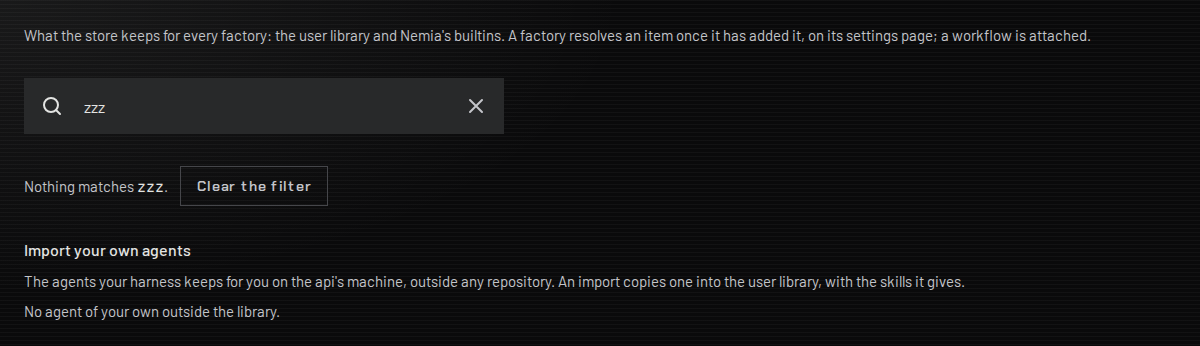 What the store keeps for every factory: the user library and Nemia's builtins. A factory resolves an item once it has added it, on its settings page; a workflow is attached.
zzz
Nothing matches zzz. Clear the filter
Import your own agents
The agents your harness keeps for you on the api's machine, outside any repository. An import copies one into the user library, with the skills it gives.
No agent of your own outside the library.